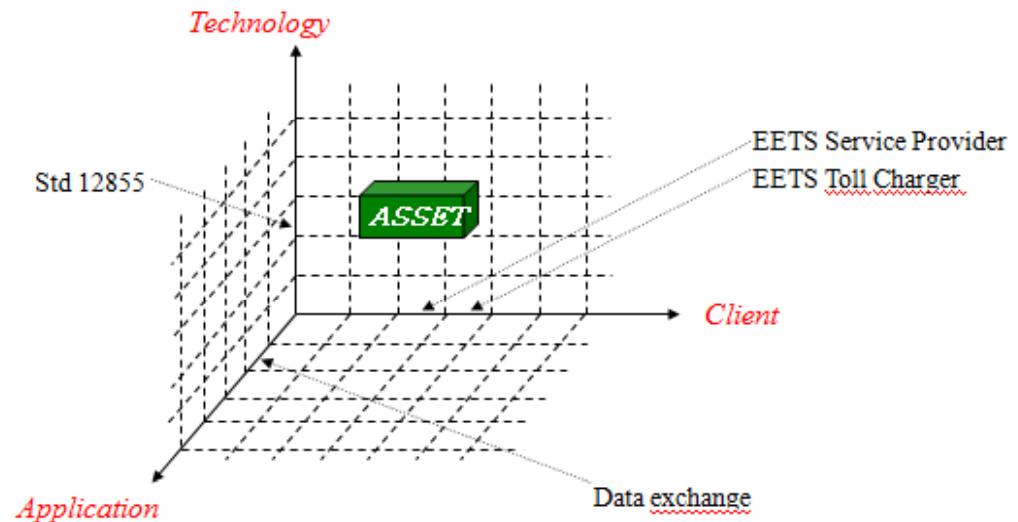 Technology
EETS Service Provider
EETS Toll Charger
Std 12855
ASSET
Client
Data exchange
Application